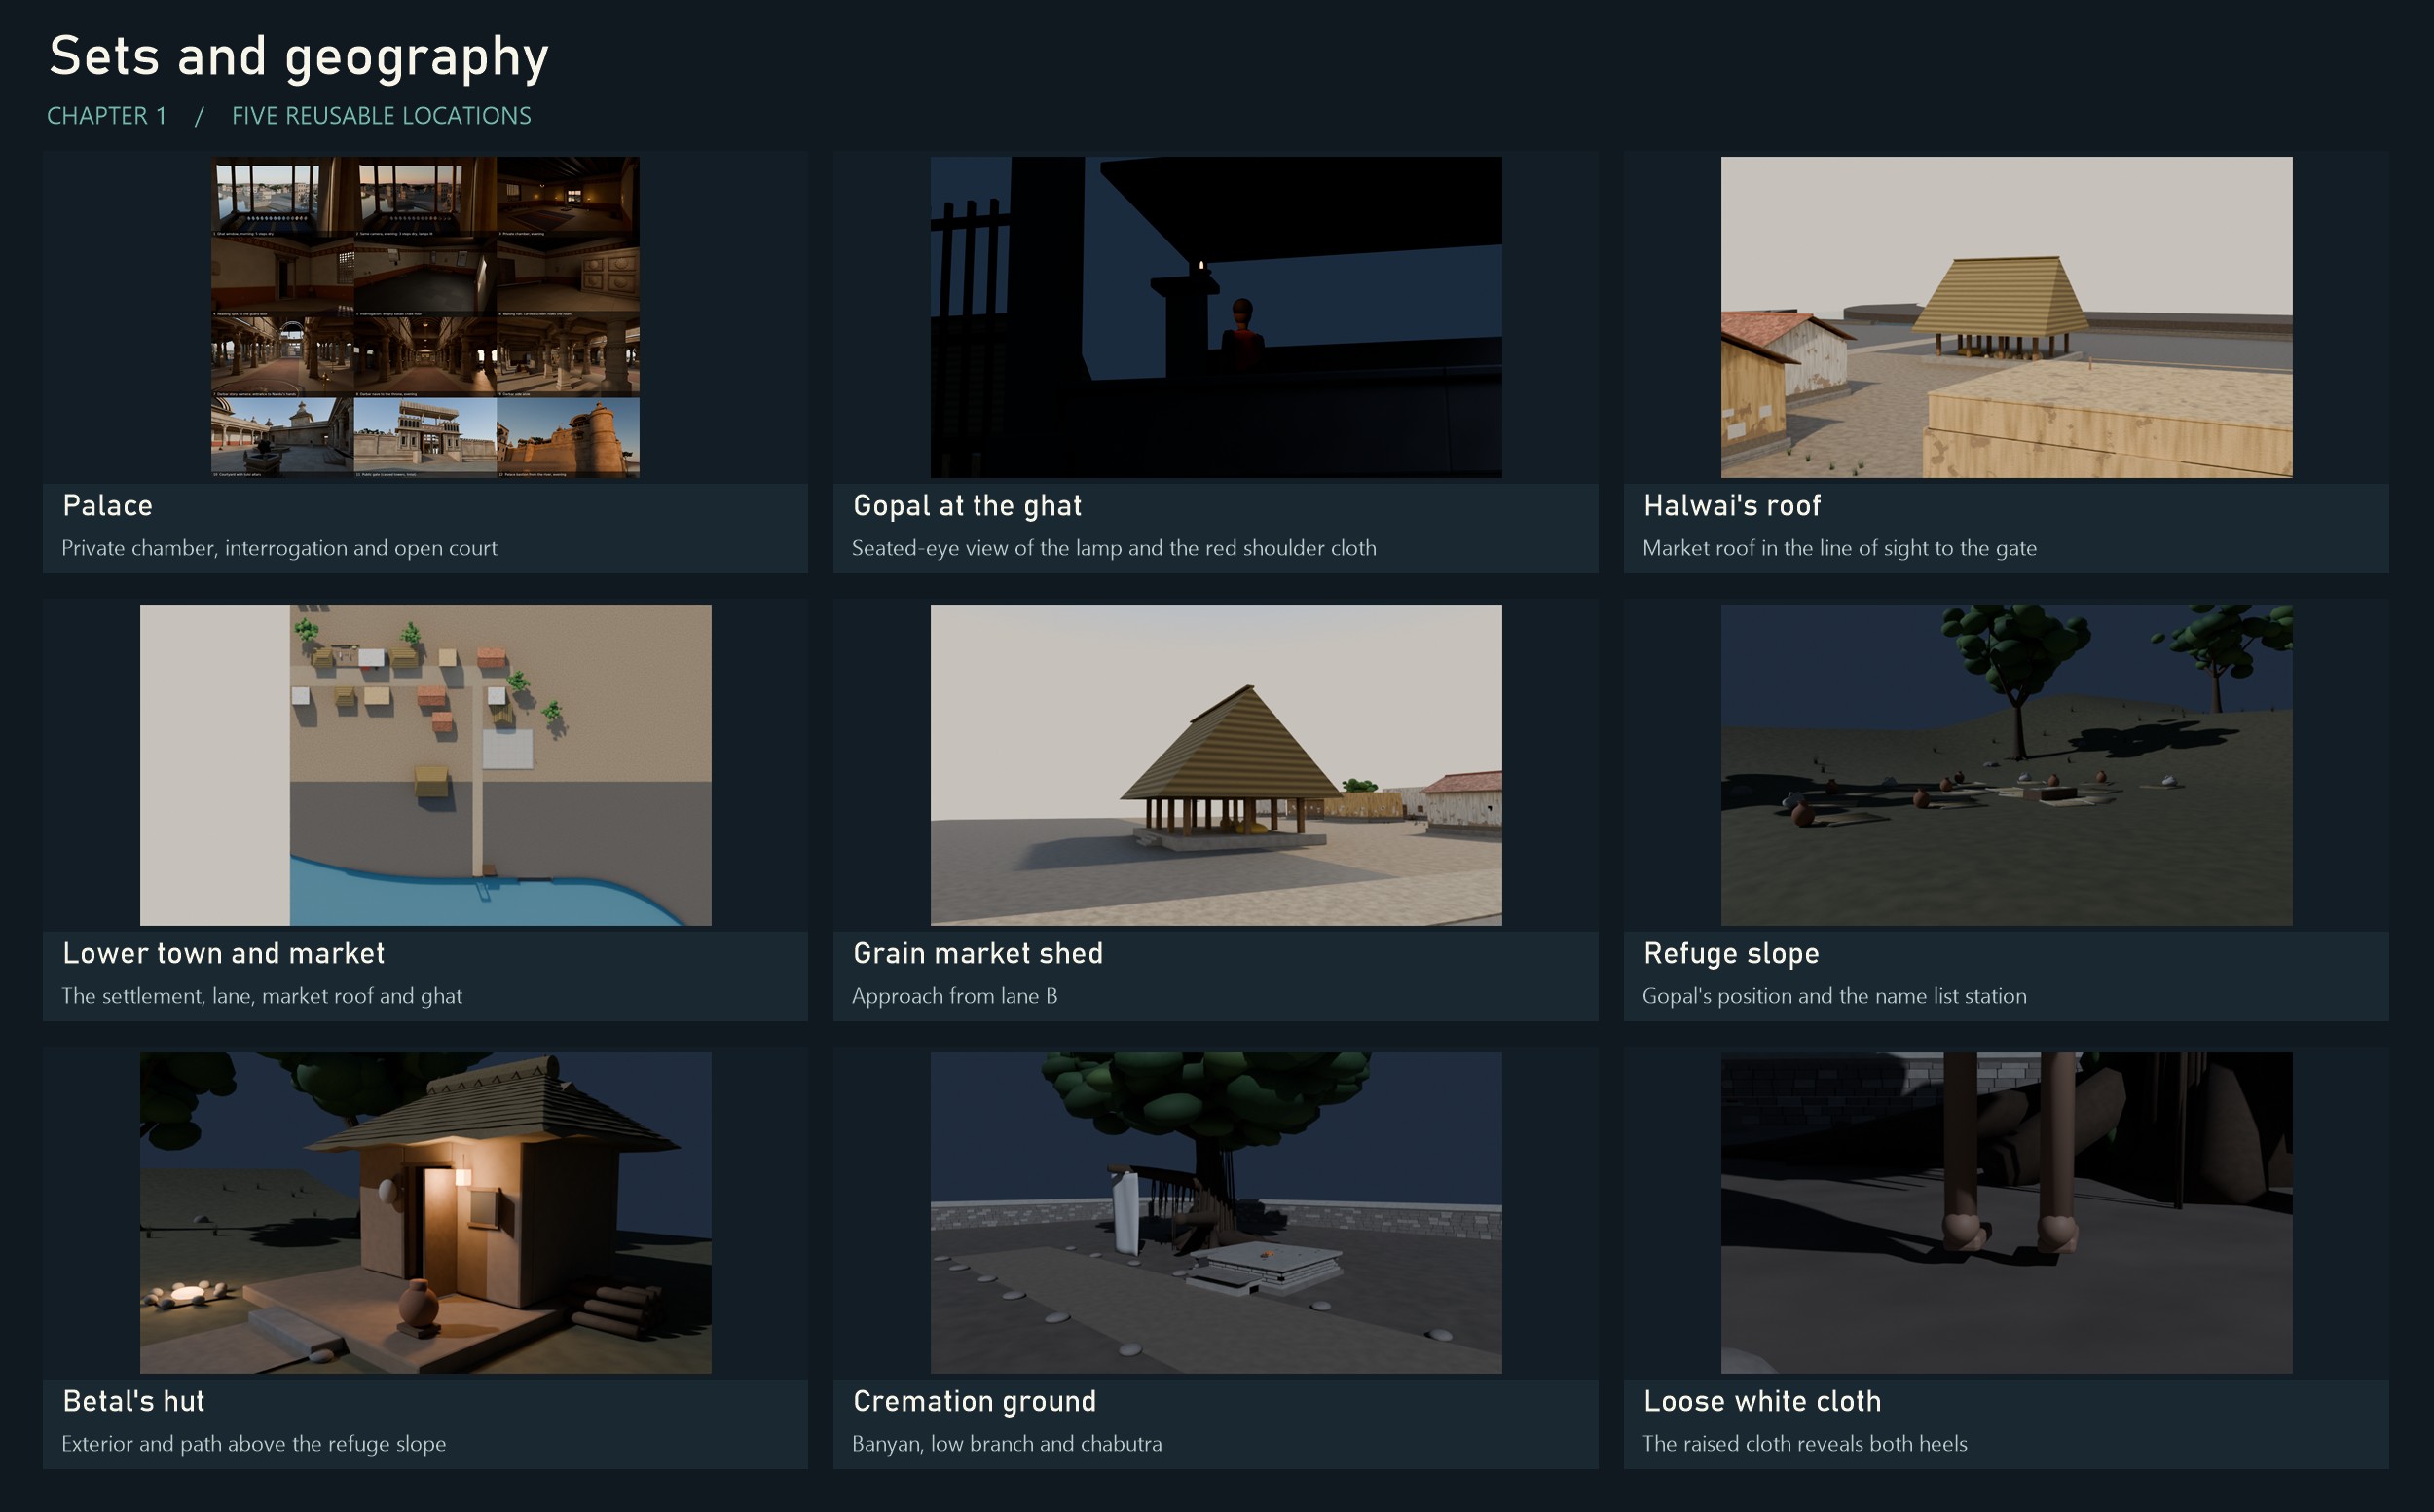 Sets and geography
CHAPTER 1 / FIVE REUSABLE LOCATIONS
Palace
Private chamber, interrogation and open court
Gopal at the ghat
Seated-eye view of the lamp and the red shoulder cloth
Halwai's roof
Market roof in the line of sight to the gate
Lower town and market
The settlement, lane, market roof and ghat
Grain market shed
Approach from lane B
Refuge slope
Gopal's position and the name list station
Betal's hut
Exterior and path above the refuge slope
Cremation ground
Banyan, low branch and chabutra
Loose white cloth
The raised cloth reveals both heels